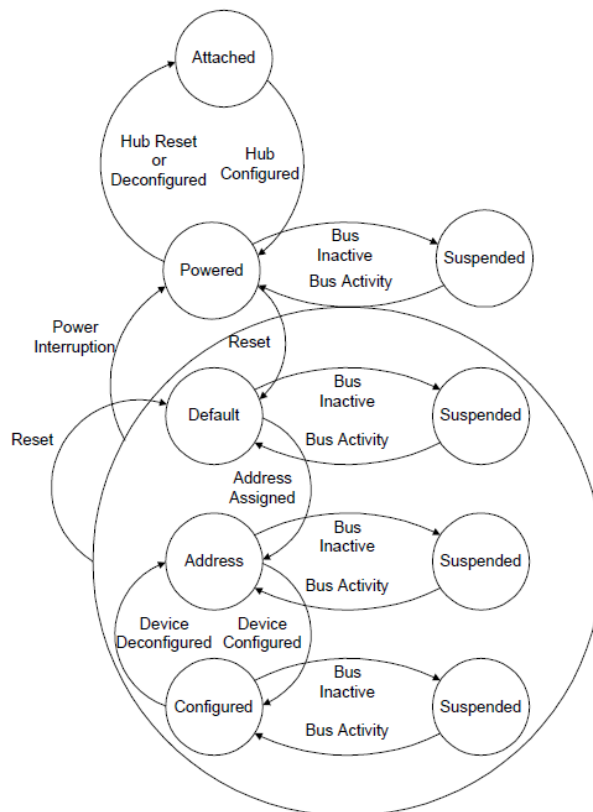 Attached
Hub Reset
or
Deconfigured
Hub
Configured
Powered
Bus
Inactive
Bus Activity
Suspended
Power
Interruption
Reset
Default
Bus
Inactive
Bus Activity
Suspended
Reset
Address
Assigned
Address
Bus
Inactive
Bus Activity
Suspended
Device
Deconfigured
Device
Configured
Configured
Bus
Inactive
Bus Activity
Suspended